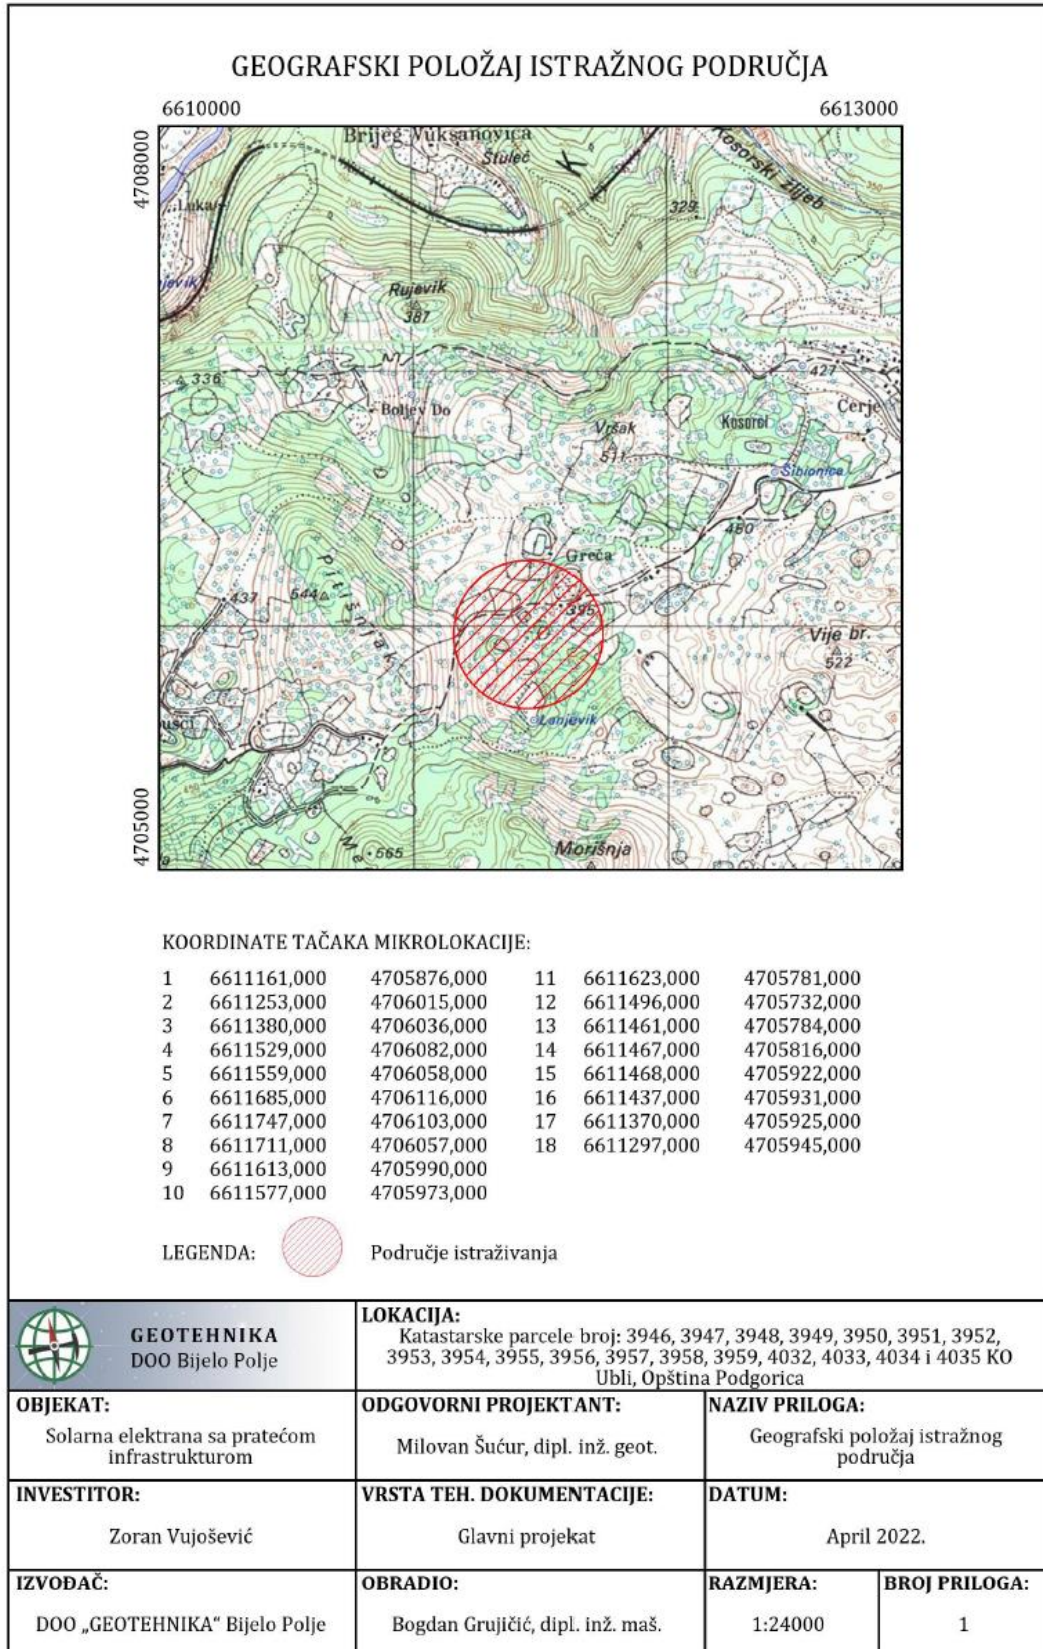 GEOGRAFSKI POLOŽAJ ISTRAŽNOG PODRUČJA
6610000 6613000
4708000
4705000
Brijeg Vuksanovica
Štuleć
K
Kosorski žlijeb
Luka
329
Rujevik
387
336
M
Boljev Do
427
Cerje
Vršak
511
Kosorol
Šibionica
480
Greča
Pitišnjak
437
544
395
Vije br.
522
Lanjevik
Me
565
Morišnja
KOORDINATE TAČAKA MIKROLOKACIJE:
1 6611161,000 4705876,000 11 6611623,000 4705781,000
2 6611253,000 4706015,000 12 6611496,000 4705732,000
3 6611380,000 4706036,000 13 6611461,000 4705784,000
4 6611529,000 4706082,000 14 6611467,000 4705816,000
5 6611559,000 4706058,000 15 6611468,000 4705922,000
6 6611685,000 4706116,000 16 6611437,000 4705931,000
7 6611747,000 4706103,000 17 6611370,000 4705925,000
8 6611711,000 4706057,000 18 6611297,000 4705945,000
9 6611613,000 4705990,000
10 6611577,000 4705973,000
LEGENDA: Područje istraživanja
GEOTEHNIKA
DOO Bijelo Polje
LOKACIJA:
Katastarske parcele broj: 3946, 3947, 3948, 3949, 3950, 3951, 3952,
3953, 3954, 3955, 3956, 3957, 3958, 3959, 4032, 4033, 4034 i 4035 KO
Ubli, Opština Podgorica
OBJEKAT:
Solarna elektrana sa pratećom
infrastrukturom
ODGOVORNI PROJEKTANT:
Milovan Šućur, dipl. inž. geot.
NAZIV PRILOGA:
Geografski položaj istražnog
područja
INVESTITOR:
Zoran Vujošević
VRSTA TEH. DOKUMENTACIJE:
Glavni projekat
DATUM:
April 2022.
IZVOĐAČ:
DOO „GEOTEHNIKA“ Bijelo Polje
OBRADIO:
Bogdan Grujičić, dipl. inž. maš.
RAZMJERA:
1:24000
BROJ PRILOGA:
1